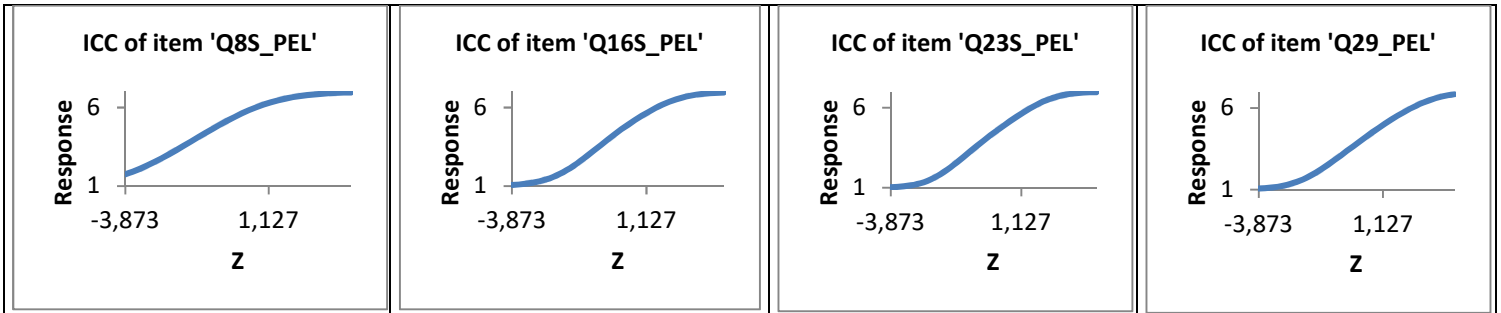 ICC of item 'Q8S_PEL'
Response
6
1
-3,873 1,127
Z
ICC of item 'Q16S_PEL'
Response
6
1
-3,873 1,127
Z
ICC of item 'Q23S_PEL'
Response
6
1
-3,873 1,127
Z
ICC of item 'Q29_PEL'
Response
6
1
-3,873 1,127
Z